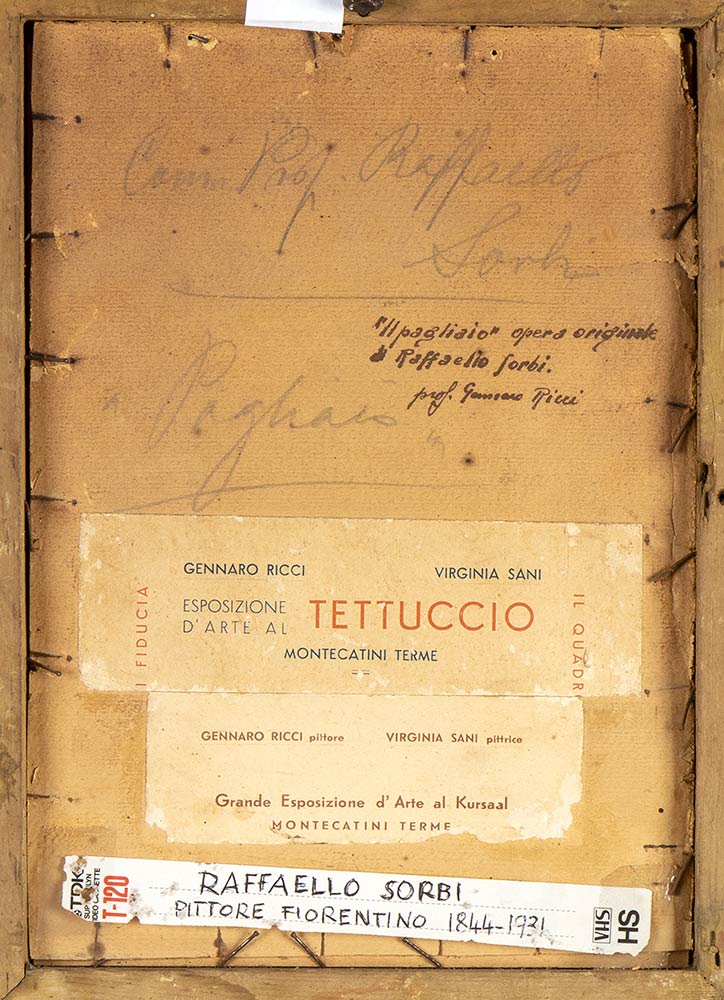 Comm. Prof. Raffaello
Sorbi
"Il pagliaio" opera originale
di Raffaello Sorbi.
prof. Gennaro Ricci
"Pagliaio"
GENNARO RICCI VIRGINIA SANI
ESPOSIZIONE
D'ARTE AL TETTUCCIO
MONTECATINI TERME
I FIDUCIA
IL QUADR
GENNARO RICCI pittore VIRGINIA SANI pittrice
Grande Esposizione d'Arte al Kursaal
MONTECATINI TERME
TDK
T-120
RAFFAELLO SORBI
PITTORE FIORENTINO 1844-1931
VHS
HS